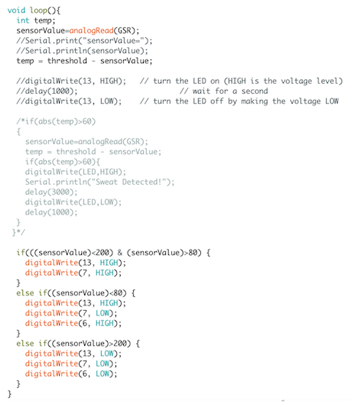 void loop(){
int temp;
sensorValue=analogRead(GSR);
//Serial.print("sensorValue=");
//Serial.println(sensorValue);
temp = threshold - sensorValue;
//digitalWrite(13, HIGH); // turn the LED on (HIGH is the voltage level)
//delay(1000); // wait for a second
//digitalWrite(13, LOW); // turn the LED off by making the voltage LOW
/*if(abs(temp)>60)
{
sensorValue=analogRead(GSR);
temp = threshold - sensorValue;
if(abs(temp)>60){
digitalWrite(LED,HIGH);
Serial.println("Sweat Detected!");
delay(3000);
digitalWrite(LED,LOW);
delay(1000);
}
}*/
if(((sensorValue)<200) & (sensorValue)>80) {
digitalWrite(13, HIGH);
digitalWrite(7, HIGH);
}
else if((sensorValue)<80) {
digitalWrite(13, HIGH);
digitalWrite(7, LOW);
digitalWrite(6, HIGH);
}
else if((sensorValue)>200) {
digitalWrite(13, LOW);
digitalWrite(7, LOW);
digitalWrite(6, LOW);
}
}